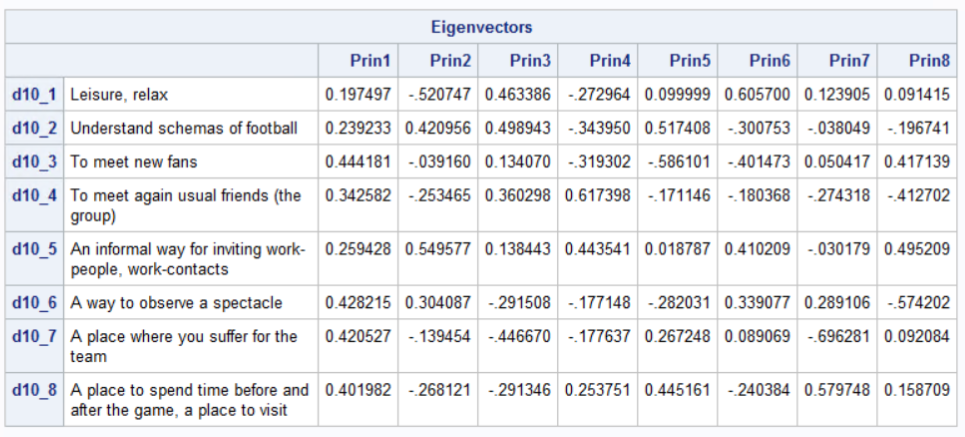 Eigenvectors
Prin1 Prin2 Prin3 Prin4 Prin5 Prin6 Prin7 Prin8
d10_1 Leisure, relax 0.197497 -.520747 0.463386 -.272964 0.099999 0.605700 0.123905 0.091415
d10_2 Understand schemas of football 0.239233 0.420956 0.498943 -.343950 0.517408 -.300753 -.038049 -.196741
d10_3 To meet new fans 0.444181 -.039160 0.134070 -.319302 -.586101 -.401473 0.050417 0.417139
d10_4 To meet again usual friends (the 0.342582 -.253465 0.360298 0.617398 -.171146 -.180368 -.274318 -.412702
group)
d10_5 An informal way for inviting work- 0.259428 0.549577 0.138443 0.443541 0.018787 0.410209 -.030179 0.495209
people, work-contacts
d10_6 A way to observe a spectacle 0.428215 0.304087 -.291508 -.177148 -.282031 0.339077 0.289106 -.574202
d10_7 A place where you suffer for the 0.420527 -.139454 -.446670 -.177637 0.267248 0.089069 -.696281 0.092084
team
d10_8 A place to spend time before and 0.401982 -.268121 -.291346 0.253751 0.445161 -.240384 0.579748 0.158709
after the game, a place to visit